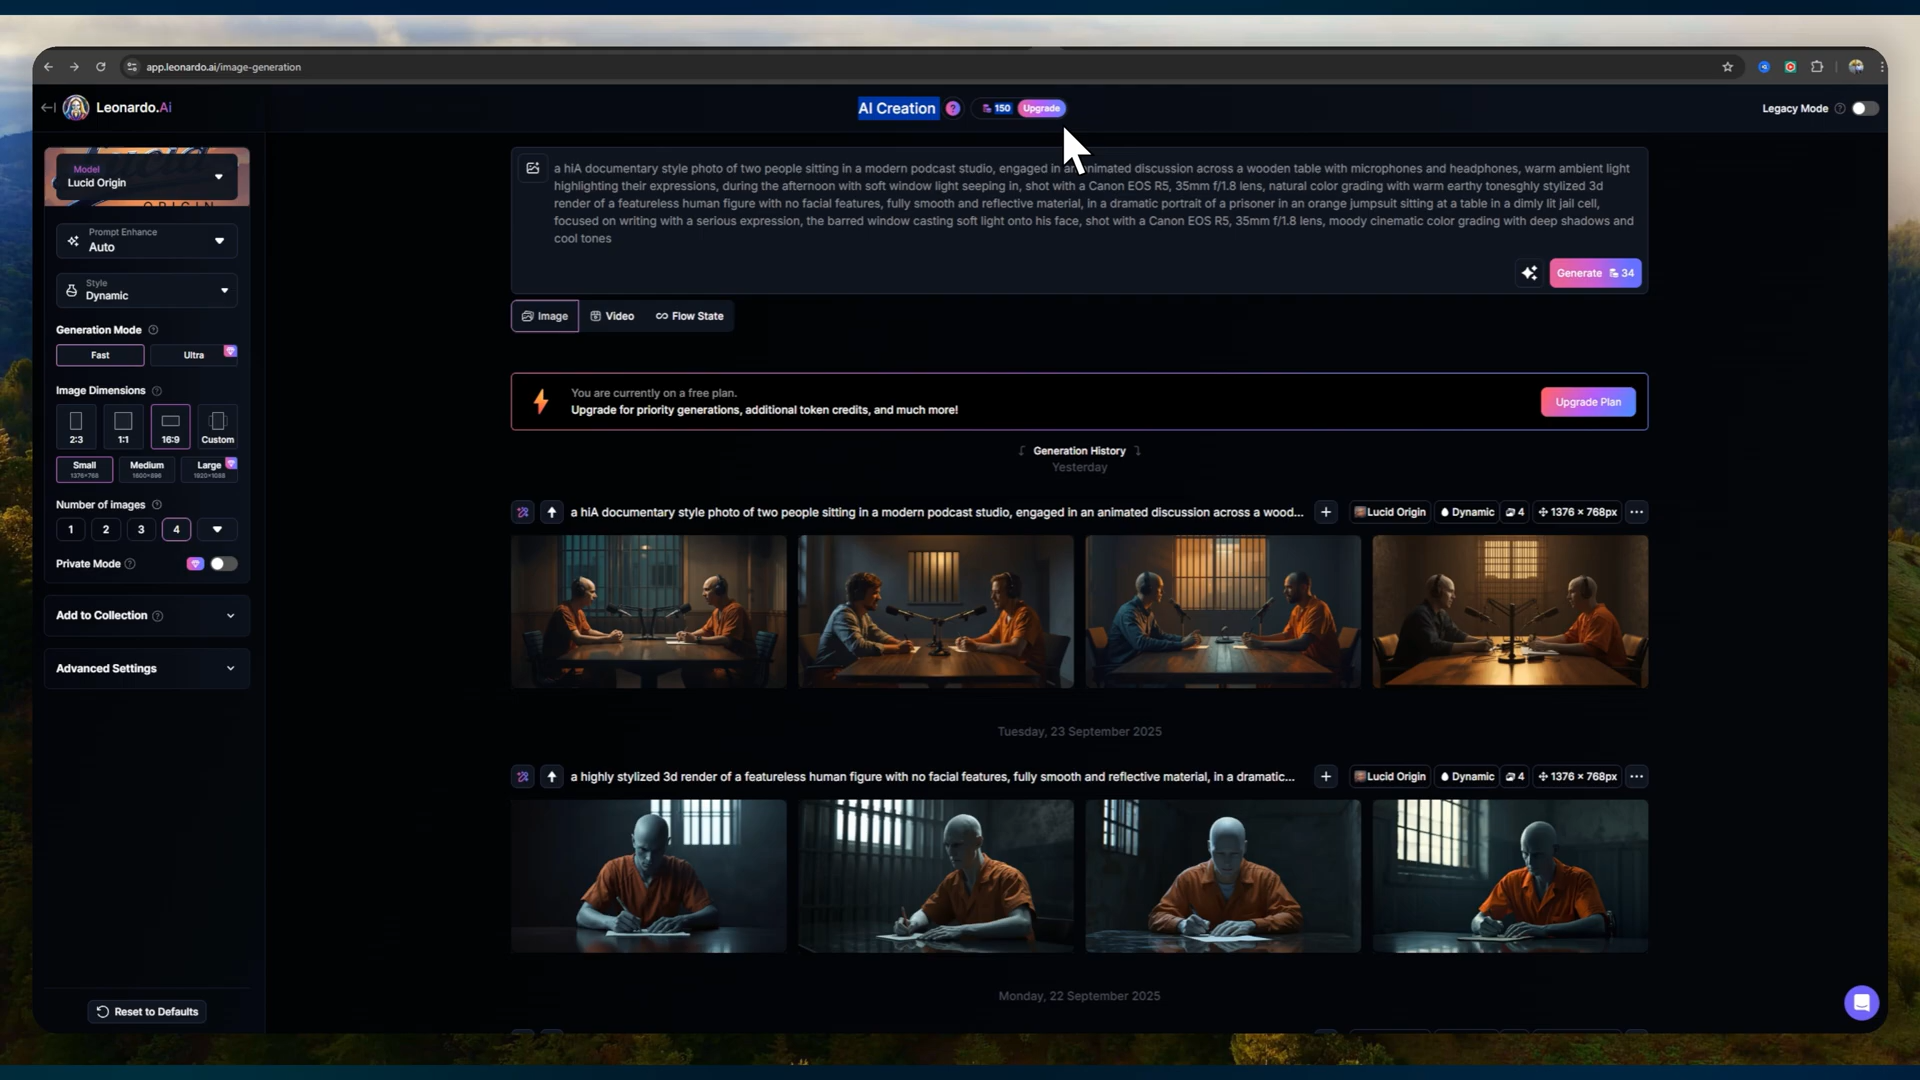 app.leonardo.ai/image-generation
Leonardo.Ai
AI Creation
150
Upgrade
Legacy Mode
Model
Lucid Origin
ORIGIN
Prompt Enhance
Auto
Style
Dynamic
Generation Mode
Fast
Ultra
Image Dimensions
2:3
1:1
16:9
Custom
Small
1376×768
Medium
1600×896
Large
1920×1088
Number of images
1
2
3
4
Private Mode
Add to Collection
Advanced Settings
Reset to Defaults
a hiA documentary style photo of two people sitting in a modern podcast studio, engaged in an animated discussion across a wooden table with microphones and headphones, warm ambient light
highlighting their expressions, during the afternoon with soft window light seeping in, shot with a Canon EOS R5, 35mm f/1.8 lens, natural color grading with warm earthy tonesghly stylized 3d
render of a featureless human figure with no facial features, fully smooth and reflective material, in a dramatic portrait of a prisoner in an orange jumpsuit sitting at a table in a dimly lit jail cell,
focused on writing with a serious expression, the barred window casting soft light onto his face, shot with a Canon EOS R5, 35mm f/1.8 lens, moody cinematic color grading with deep shadows and
cool tones
Generate 34
Image
Video
Flow State
You are currently on a free plan.
Upgrade for priority generations, additional token credits, and much more!
Upgrade Plan
Generation History
Yesterday
a hiA documentary style photo of two people sitting in a modern podcast studio, engaged in an animated discussion across a wood...
Lucid Origin
Dynamic
4
1376 × 768px
Tuesday, 23 September 2025
a highly stylized 3d render of a featureless human figure with no facial features, fully smooth and reflective material, in a dramatic...
Lucid Origin
Dynamic
4
1376 × 768px
Monday, 22 September 2025